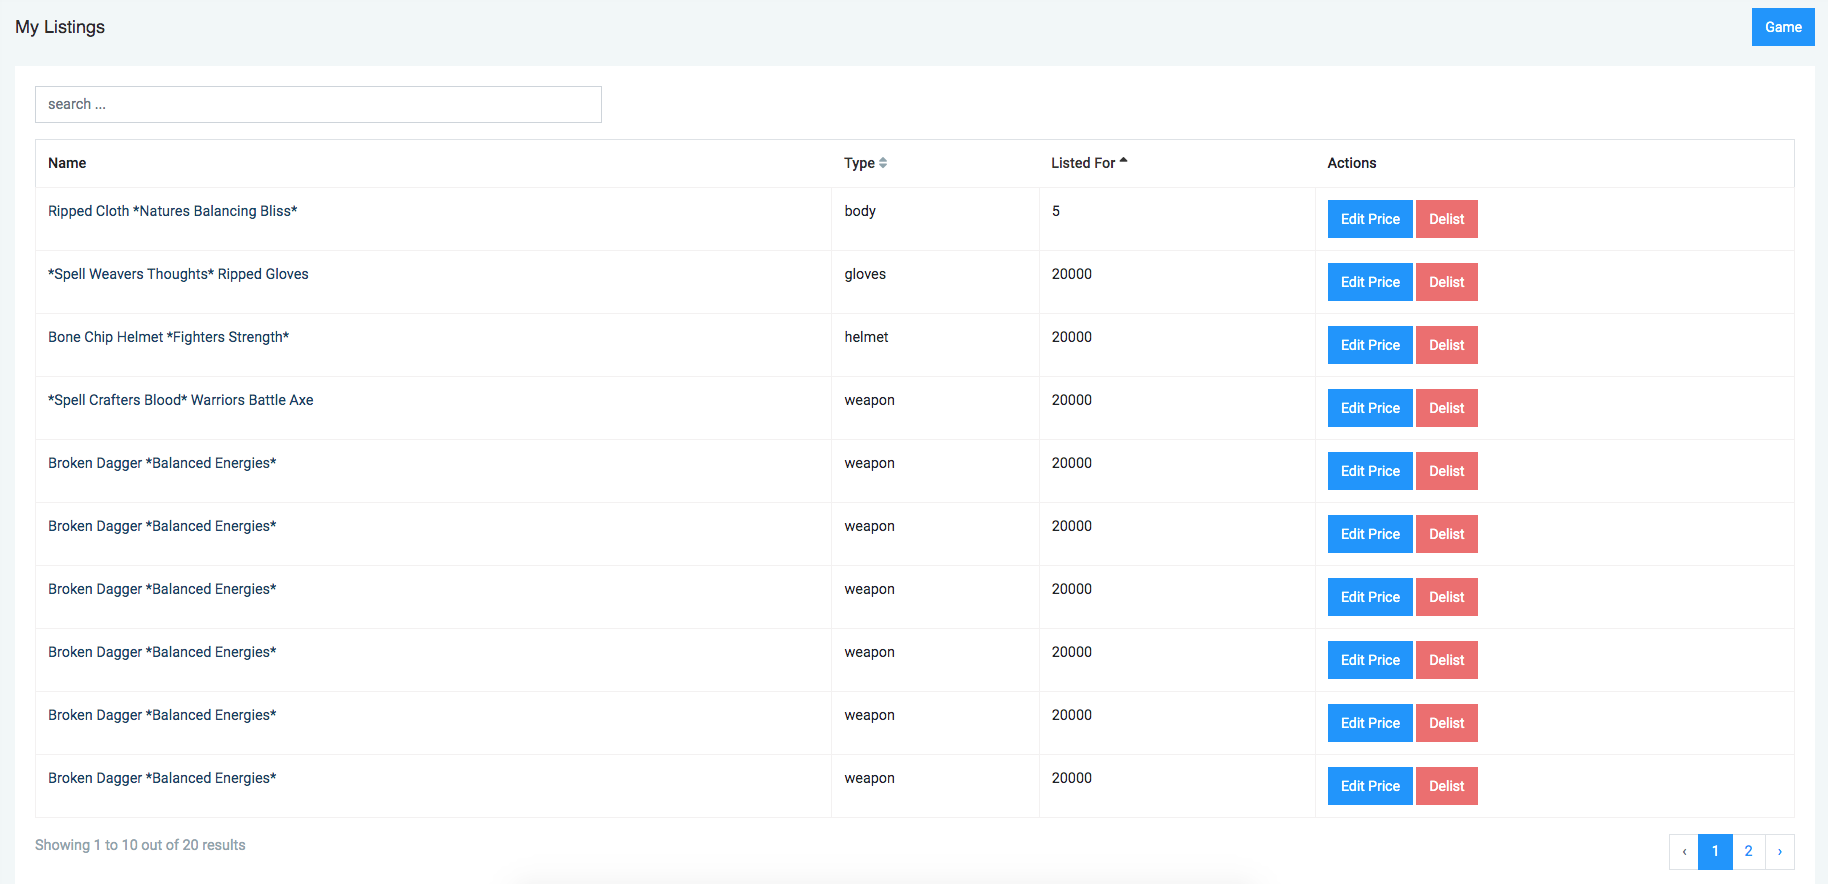 My Listings Game
search ...
Name Type Listed For Actions
Ripped Cloth *Natures Balancing Bliss* body 5 Edit Price Delist
*Spell Weavers Thoughts* Ripped Gloves gloves 20000 Edit Price Delist
Bone Chip Helmet *Fighters Strength* helmet 20000 Edit Price Delist
*Spell Crafters Blood* Warriors Battle Axe weapon 20000 Edit Price Delist
Broken Dagger *Balanced Energies* weapon 20000 Edit Price Delist
Broken Dagger *Balanced Energies* weapon 20000 Edit Price Delist
Broken Dagger *Balanced Energies* weapon 20000 Edit Price Delist
Broken Dagger *Balanced Energies* weapon 20000 Edit Price Delist
Broken Dagger *Balanced Energies* weapon 20000 Edit Price Delist
Broken Dagger *Balanced Energies* weapon 20000 Edit Price Delist
Showing 1 to 10 out of 20 results ‹ 1 2 ›